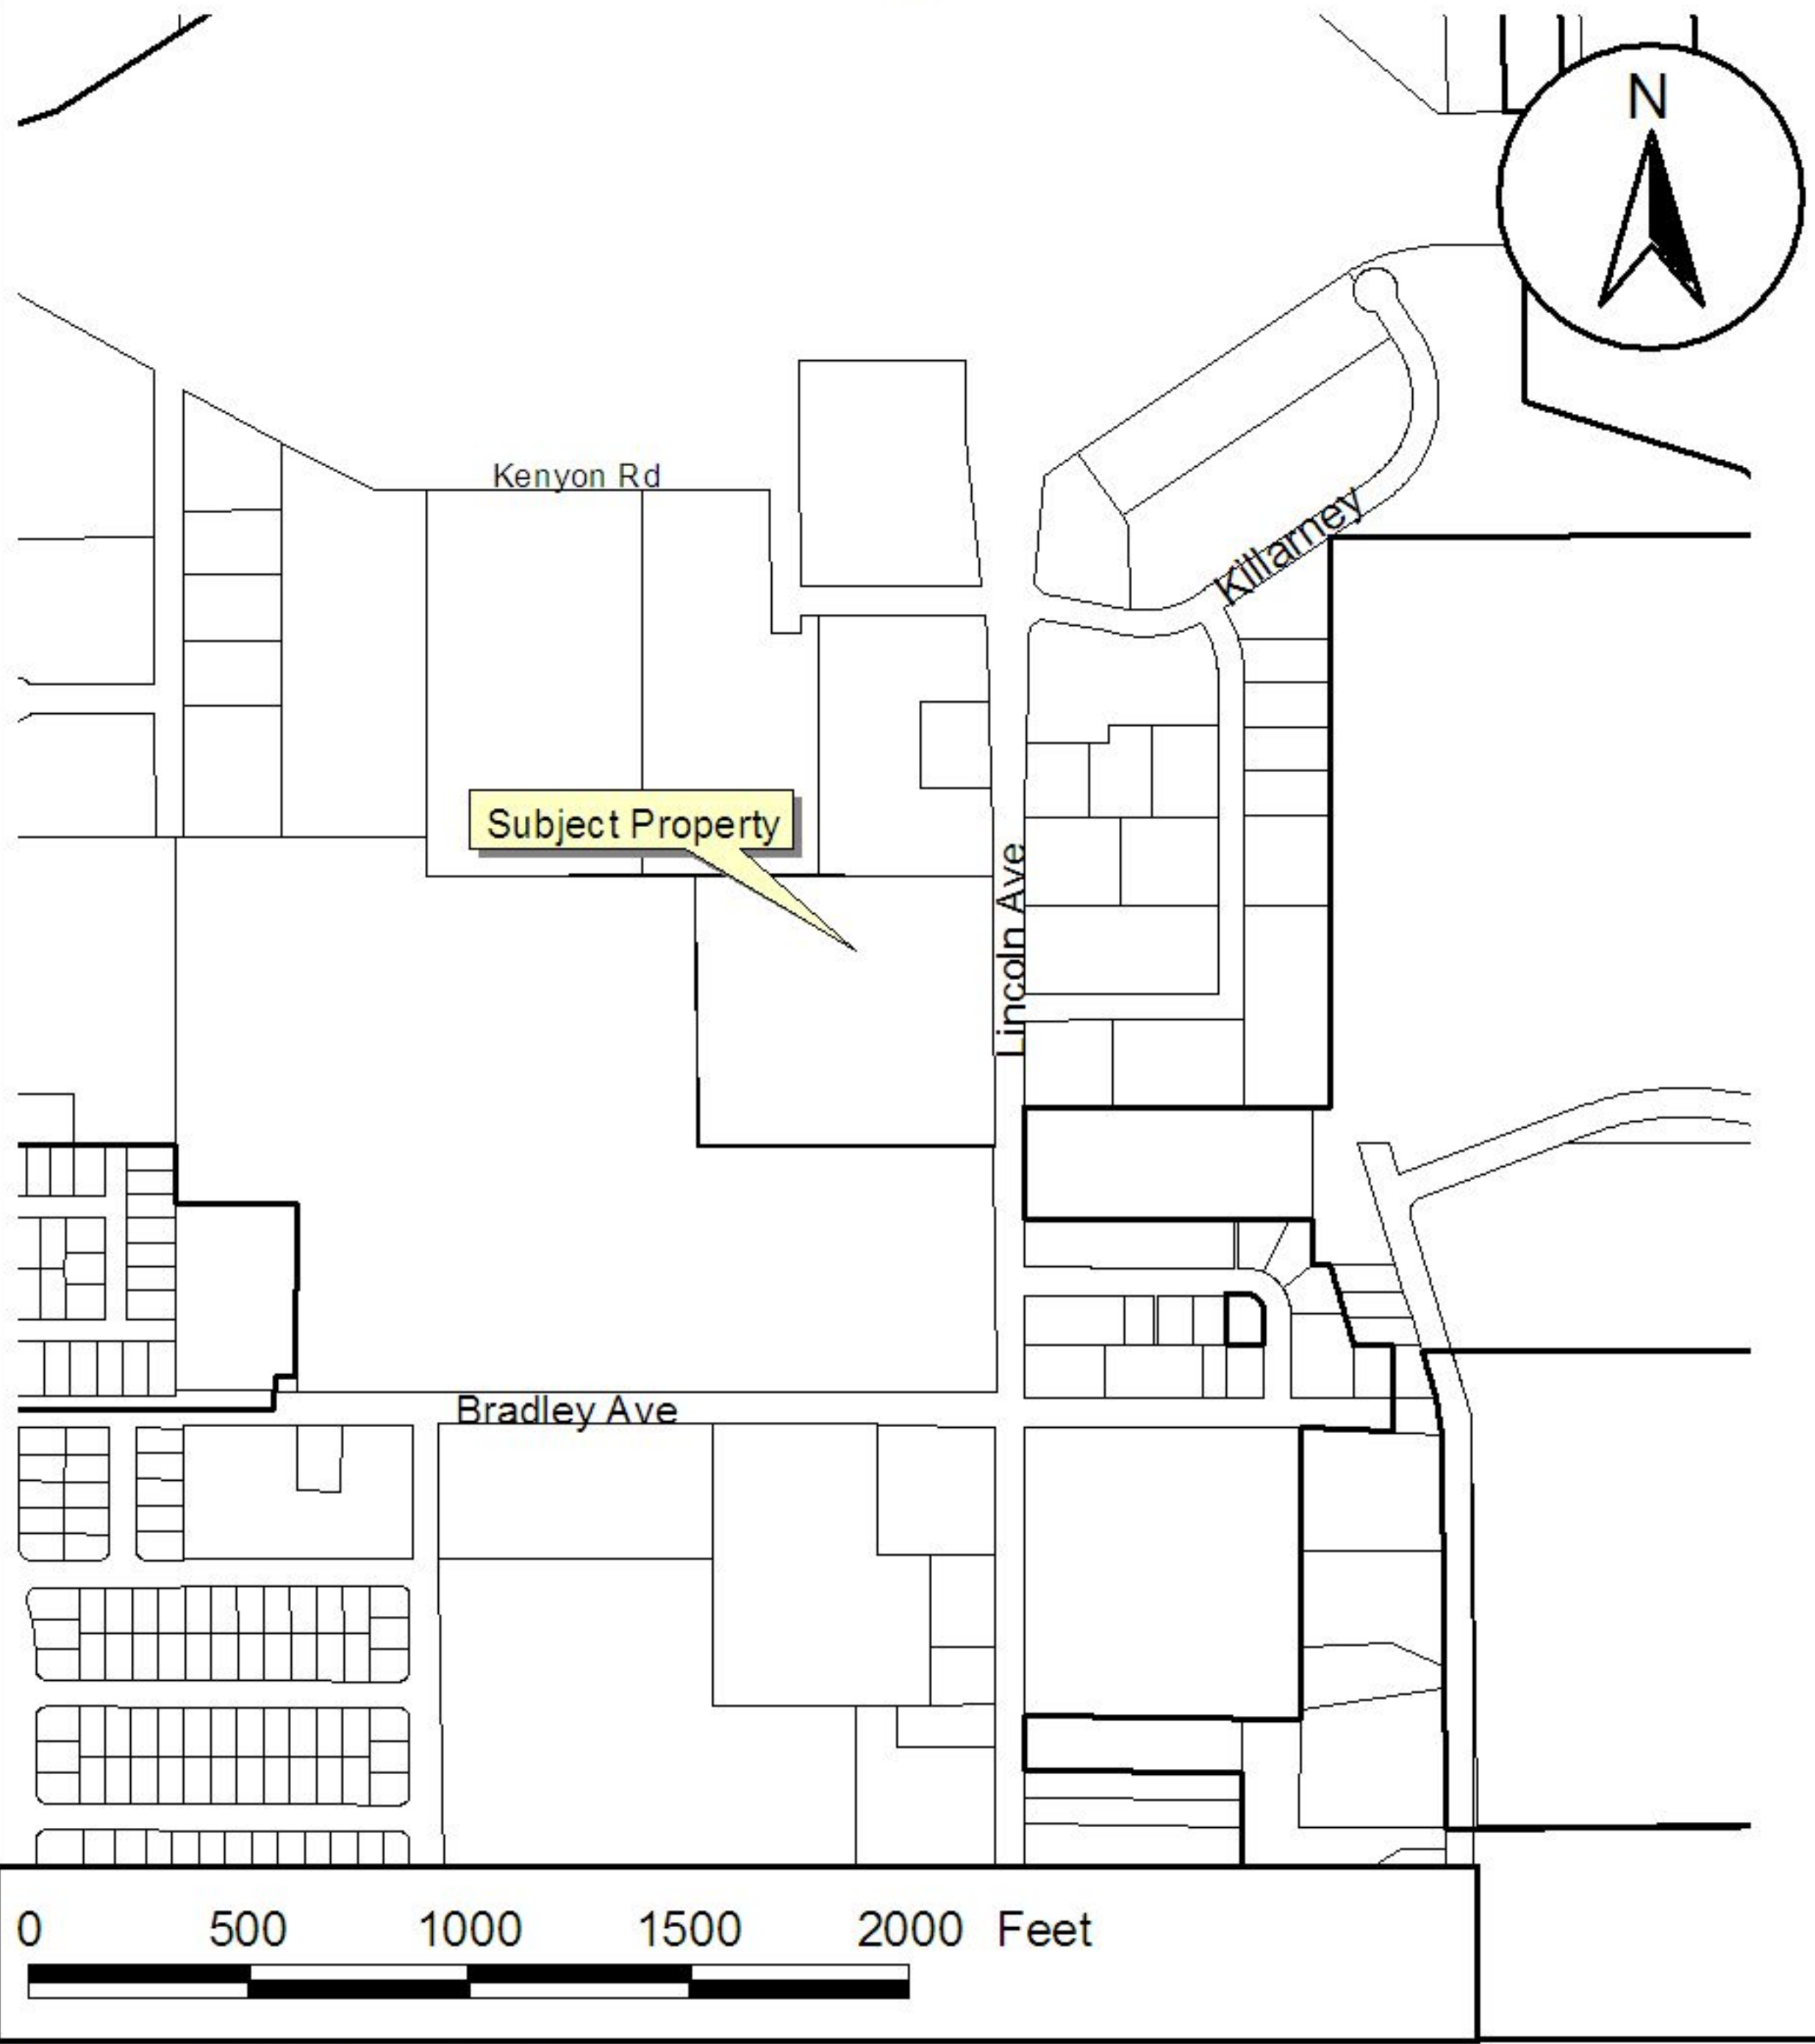 N
Kenyon Rd
Killarney
Subject Property
Lincoln Ave
Bradley Ave
0 500 1000 1500 2000 Feet